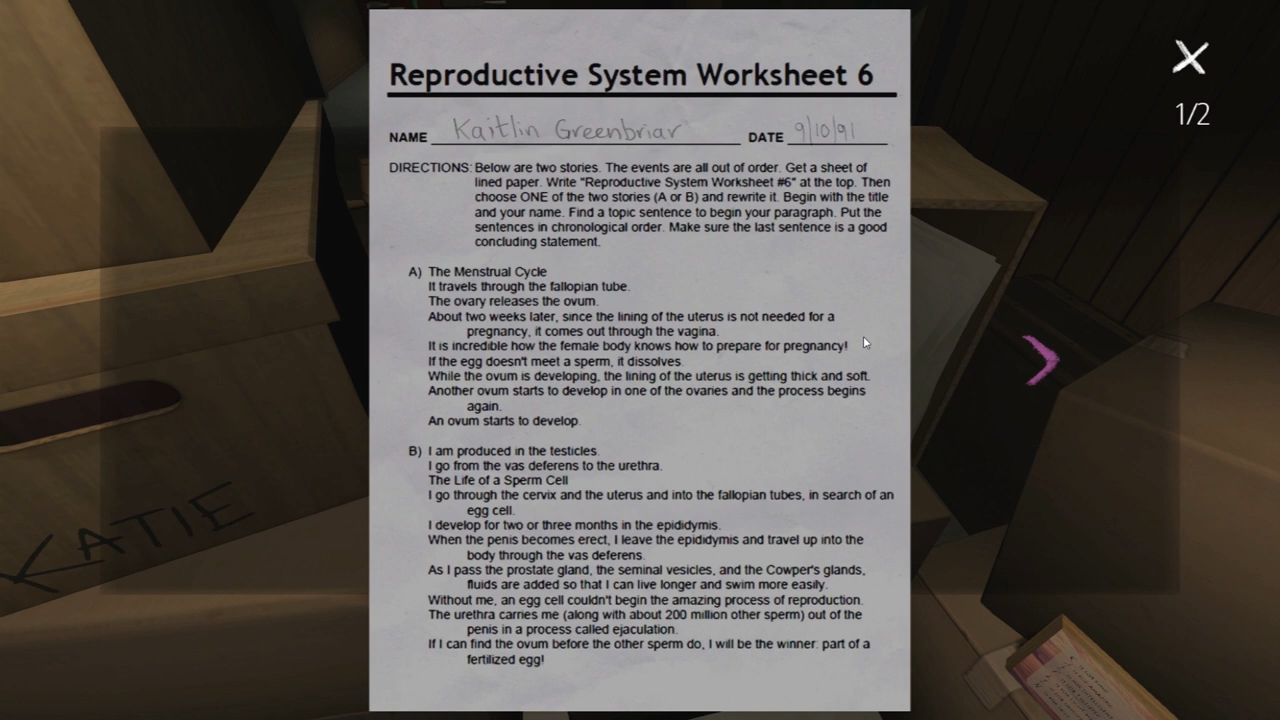 1/2
Reproductive System Worksheet 6
NAME Kaitlin Greenbriar DATE 9/10/91
DIRECTIONS: Below are two stories. The events are all out of order. Get a sheet of
lined paper. Write "Reproductive System Worksheet #6" at the top. Then
choose ONE of the two stories (A or B) and rewrite it. Begin with the title
and your name. Find a topic sentence to begin your paragraph. Put the
sentences in chronological order. Make sure the last sentence is a good
concluding statement.
A) The Menstrual Cycle
It travels through the fallopian tube.
The ovary releases the ovum.
About two weeks later, since the lining of the uterus is not needed for a
pregnancy, it comes out through the vagina.
It is incredible how the female body knows how to prepare for pregnancy!
If the egg doesn't meet a sperm, it dissolves.
While the ovum is developing, the lining of the uterus is getting thick and soft.
Another ovum starts to develop in one of the ovaries and the process begins
again.
An ovum starts to develop.
B) I am produced in the testicles.
I go from the vas deferens to the urethra.
The Life of a Sperm Cell
I go through the cervix and the uterus and into the fallopian tubes, in search of an
egg cell.
I develop for two or three months in the epididymis.
When the penis becomes erect, I leave the epididymis and travel up into the
body through the vas deferens.
As I pass the prostate gland, the seminal vesicles, and the Cowper's glands,
fluids are added so that I can live longer and swim more easily.
Without me, an egg cell couldn't begin the amazing process of reproduction.
The urethra carries me (along with about 200 million other sperm) out of the
penis in a process called ejaculation.
If I can find the ovum before the other sperm do, I will be the winner: part of a
fertilized egg!
KATIE